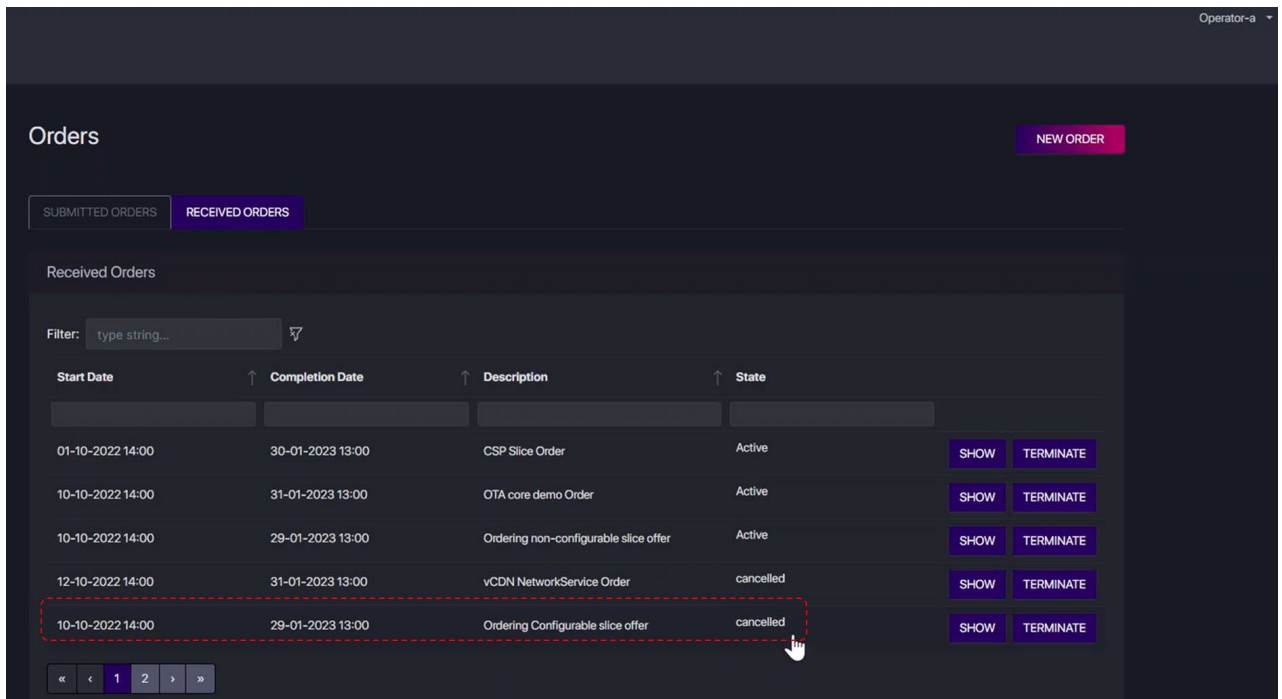 Operator-a
Orders
NEW ORDER
SUBMITTED ORDERS RECEIVED ORDERS
Received Orders
Filter: type string...
Start Date Completion Date Description State
01-10-2022 14:00 30-01-2023 13:00 CSP Slice Order Active SHOW TERMINATE
10-10-2022 14:00 31-01-2023 13:00 OTA core demo Order Active SHOW TERMINATE
10-10-2022 14:00 29-01-2023 13:00 Ordering non-configurable slice offer Active SHOW TERMINATE
12-10-2022 14:00 31-01-2023 13:00 vCDN NetworkService Order cancelled SHOW TERMINATE
10-10-2022 14:00 29-01-2023 13:00 Ordering Configurable slice offer cancelled SHOW TERMINATE
« ‹ 1 2 › »